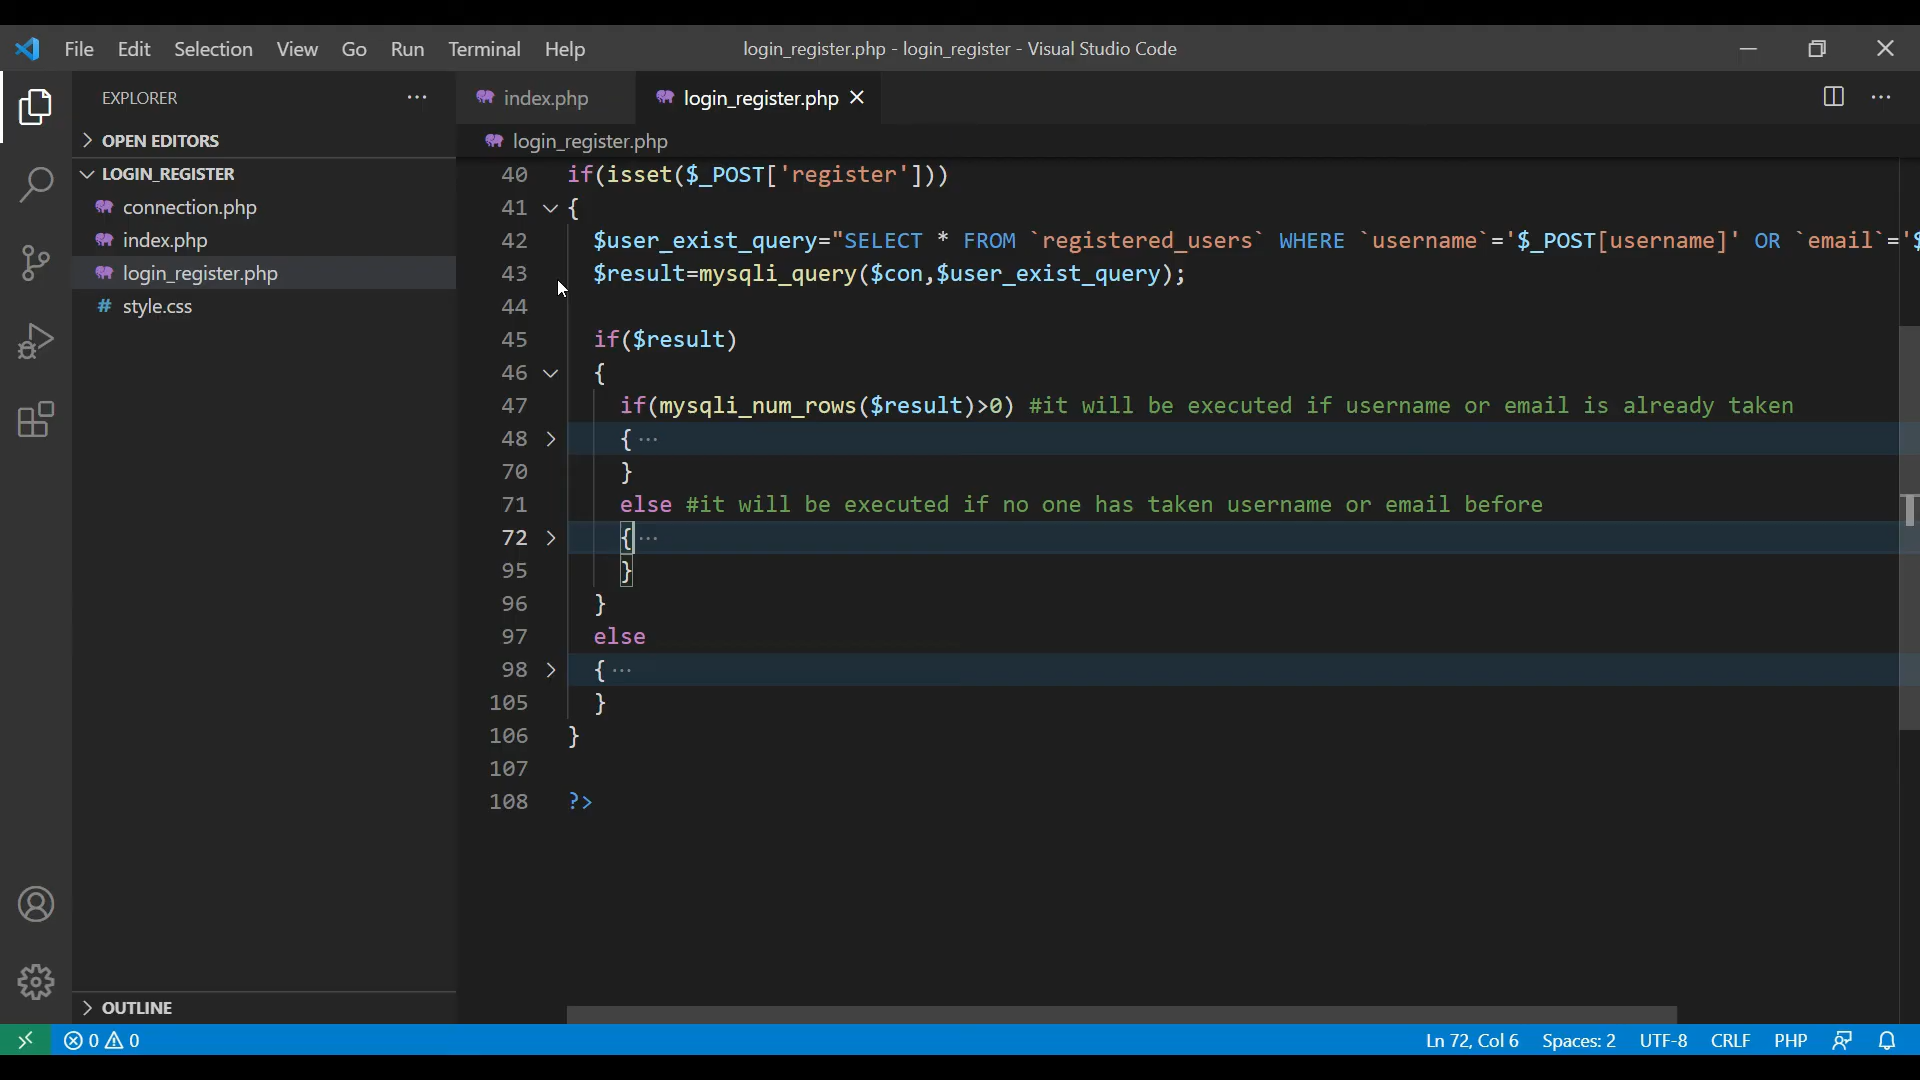 File Edit Selection View Go Run Terminal Help login_register.php - login_register - Visual Studio Code
EXPLORER
OPEN EDITORS
LOGIN_REGISTER
connection.php
index.php
login_register.php
# style.css
OUTLINE
index.php login_register.php
login_register.php
40 if(isset($_POST['register']))
41 {
42 $user_exist_query="SELECT * FROM `registered_users` WHERE `username`='$_POST[username]' OR `email`='$
43 $result=mysqli_query($con,$user_exist_query);
44
45 if($result)
46 {
47 if(mysqli_num_rows($result)>0) #it will be executed if username or email is already taken
48 { ...
70 }
71 else #it will be executed if no one has taken username or email before
72 { ...
95 }
96 }
97 else
98 { ...
105 }
106 }
107
108 ?>
0 0 Ln 72, Col 6 Spaces: 2 UTF-8 CRLF PHP